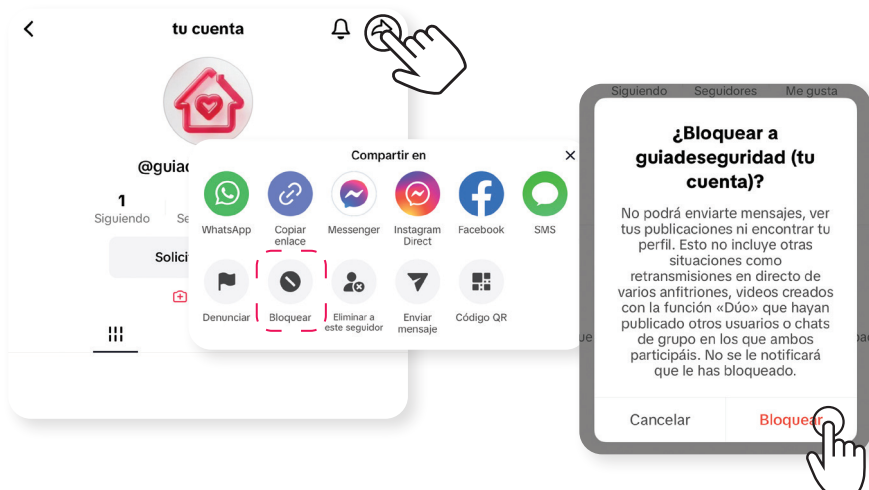 tu cuenta
@guiad
1
Siguiendo
Se
Solici
Compartir en
WhatsApp
Copiar
enlace
Messenger
Instagram
Direct
Facebook
SMS
Denunciar
Bloquear
Eliminar a
este seguidor
Enviar
mensaje
Código QR
Siguiendo Seguidores Me gusta
¿Bloquear a
guiadeseguridad (tu
cuenta)?
No podrá enviarte mensajes, ver
tus publicaciones ni encontrar tu
perfil. Esto no incluye otras
situaciones como
retransmisiones en directo de
varios anfitriones, videos creados
con la función «Dúo» que hayan
publicado otros usuarios o chats
de grupo en los que ambos
participáis. No se le notificará
que le has bloqueado.
Cancelar
Bloquear